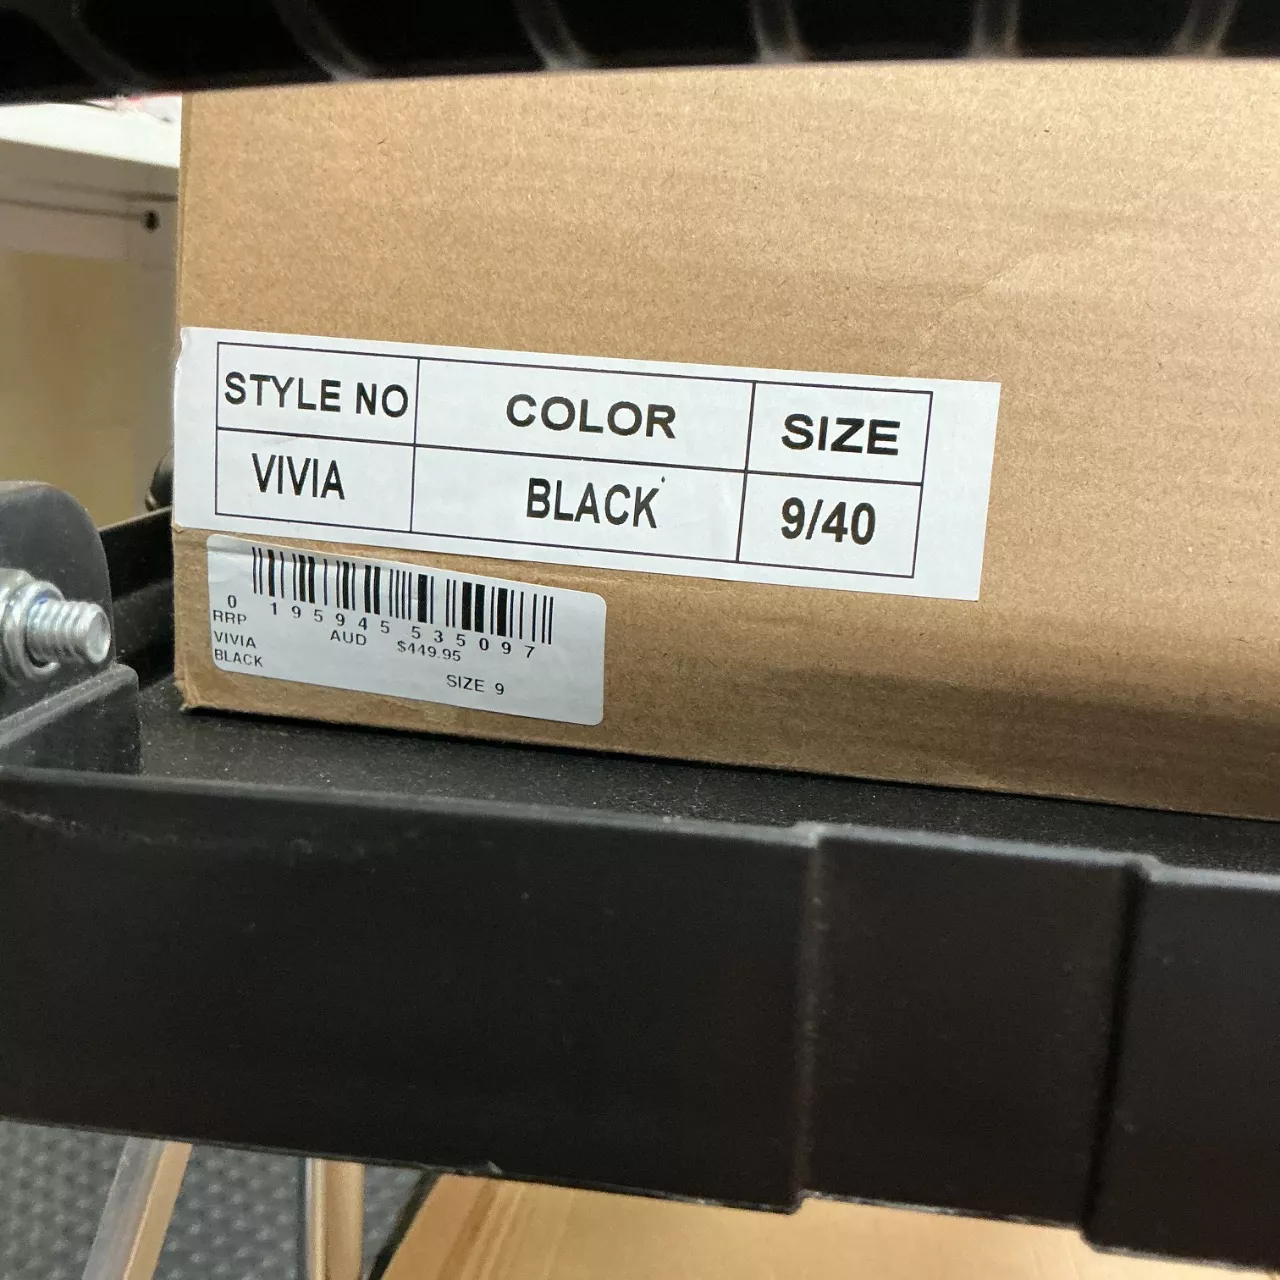 STYLE NO COLOR SIZE
VIVIA BLACK 9/40
0 195945 535097
RRP AUD $449.95
VIVIA
BLACK
SIZE 9